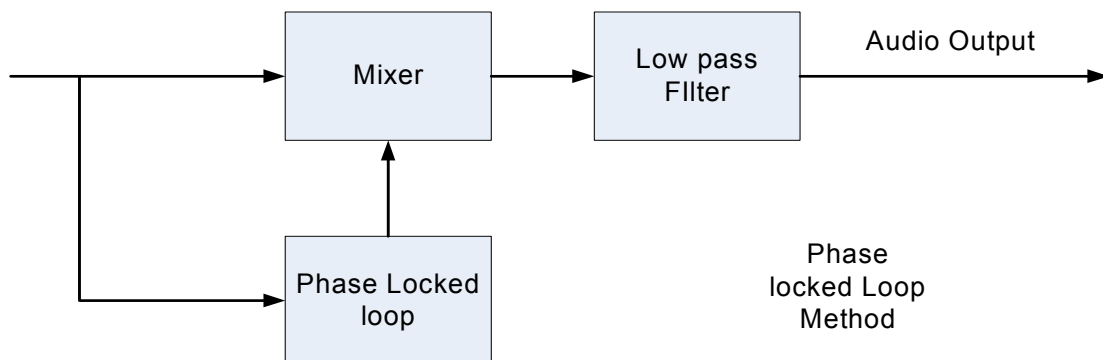 Mixer
Low pass
FIlter
Audio Output
Phase Locked
loop
Phase
locked Loop
Method